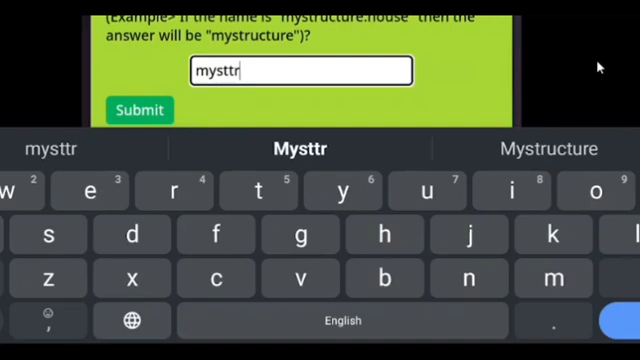 (Example> If the name is "mystructure.house" then the
answer will be "mystructure")?
mysttr
Submit
mysttr Mysttr Mystructure
w 2 e 3 r 4 t 5 y 6 u 7 i 8 o 9
s d f g h j k l
z x c v b n m
, English .